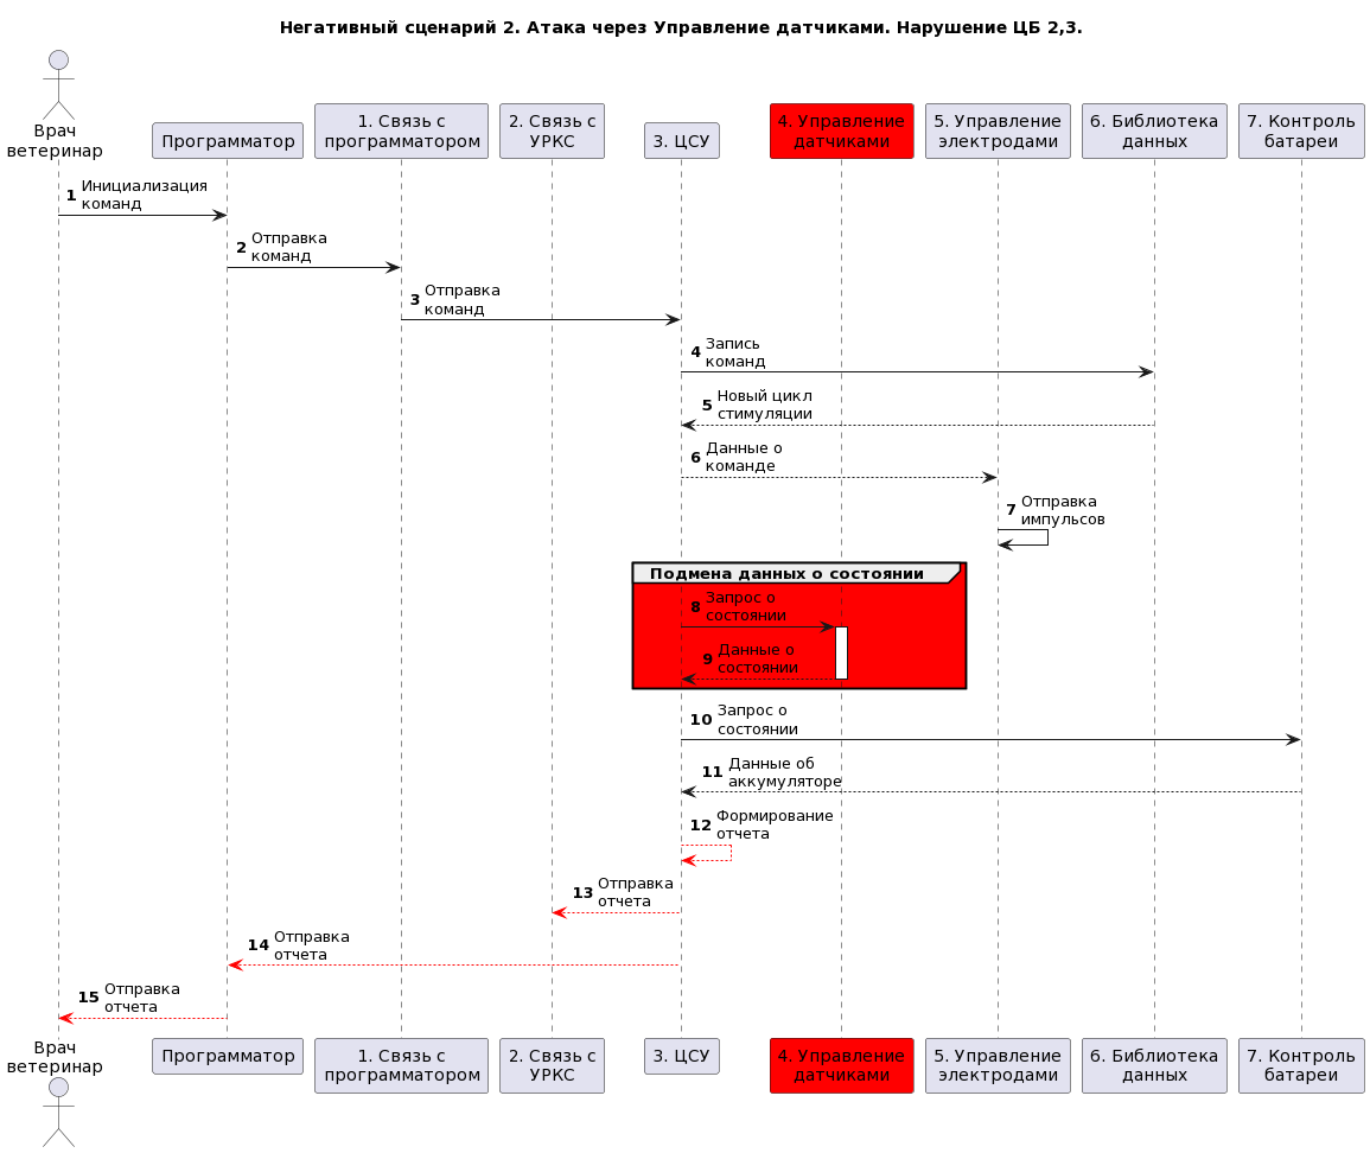 Негативный сценарий 2. Атака через Управление датчиками. Нарушение ЦБ 2,3.
Врач
ветеринар
Программатор
1. Связь с
программатором
2. Связь с
УРКС
3. ЦСУ
4. Управление
датчиками
5. Управление
электродами
6. Библиотека
данных
7. Контроль
батареи
1 Инициализация
команд
2 Отправка
команд
3 Отправка
команд
4 Запись
команд
5 Новый цикл
стимуляции
6 Данные о
команде
7 Отправка
импульсов
Подмена данных о состоянии
8 Запрос о
состоянии
9 Данные о
состоянии
10 Запрос о
состоянии
11 Данные об
аккумуляторе
12 Формирование
отчета
13 Отправка
отчета
14 Отправка
отчета
15 Отправка
отчета
Врач
ветеринар
Программатор
1. Связь с
программатором
2. Связь с
УРКС
3. ЦСУ
4. Управление
датчиками
5. Управление
электродами
6. Библиотека
данных
7. Контроль
батареи